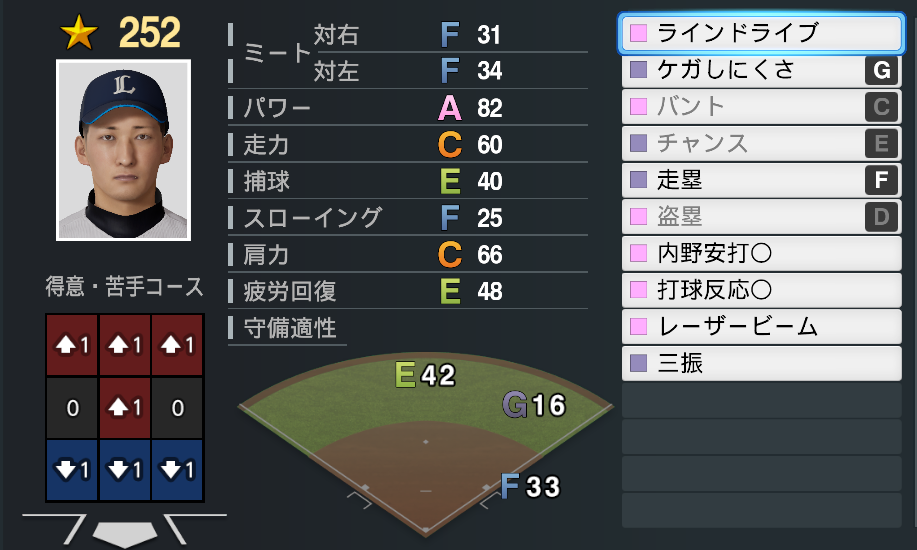 252
L
得意・苦手コース
1 1 1
0 1 0
1 1 1
ミート 対右 F 31
対左 F 34
パワー A 82
走力 C 60
捕球 E 40
スローイング F 25
肩力 C 66
疲労回復 E 48
守備適性
E 42
G 16
F 33
ラインドライブ
ケガしにくさ G
バント C
チャンス E
走塁 F
盗塁 D
内野安打〇
打球反応〇
レーザービーム
三振